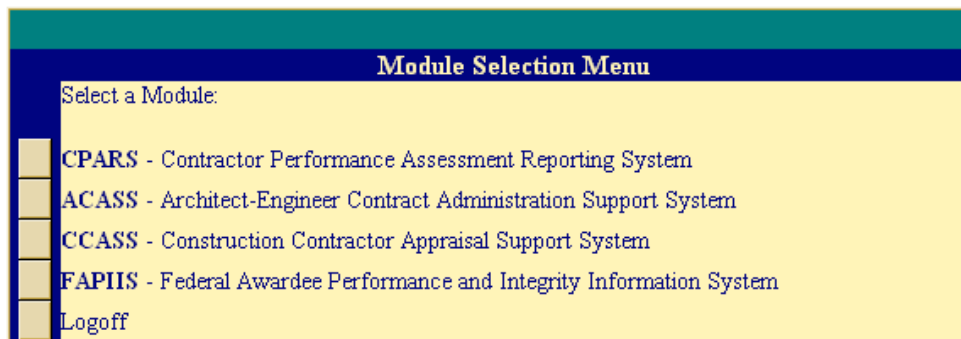 Module Selection Menu
Select a Module:
CPARS - Contractor Performance Assessment Reporting System
ACASS - Architect-Engineer Contract Administration Support System
CCASS - Construction Contractor Appraisal Support System
FAPIIS - Federal Awardee Performance and Integrity Information System
Logoff